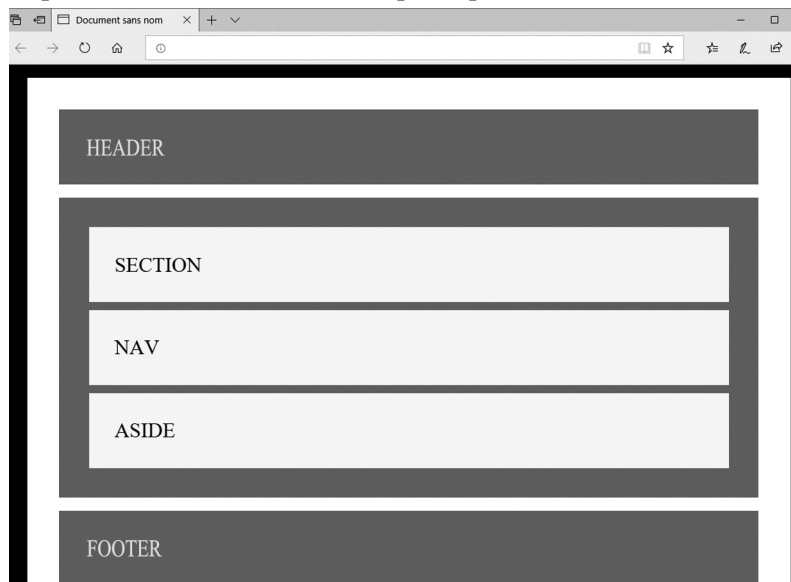 Document sans nom
HEADER
SECTION
NAV
ASIDE
FOOTER